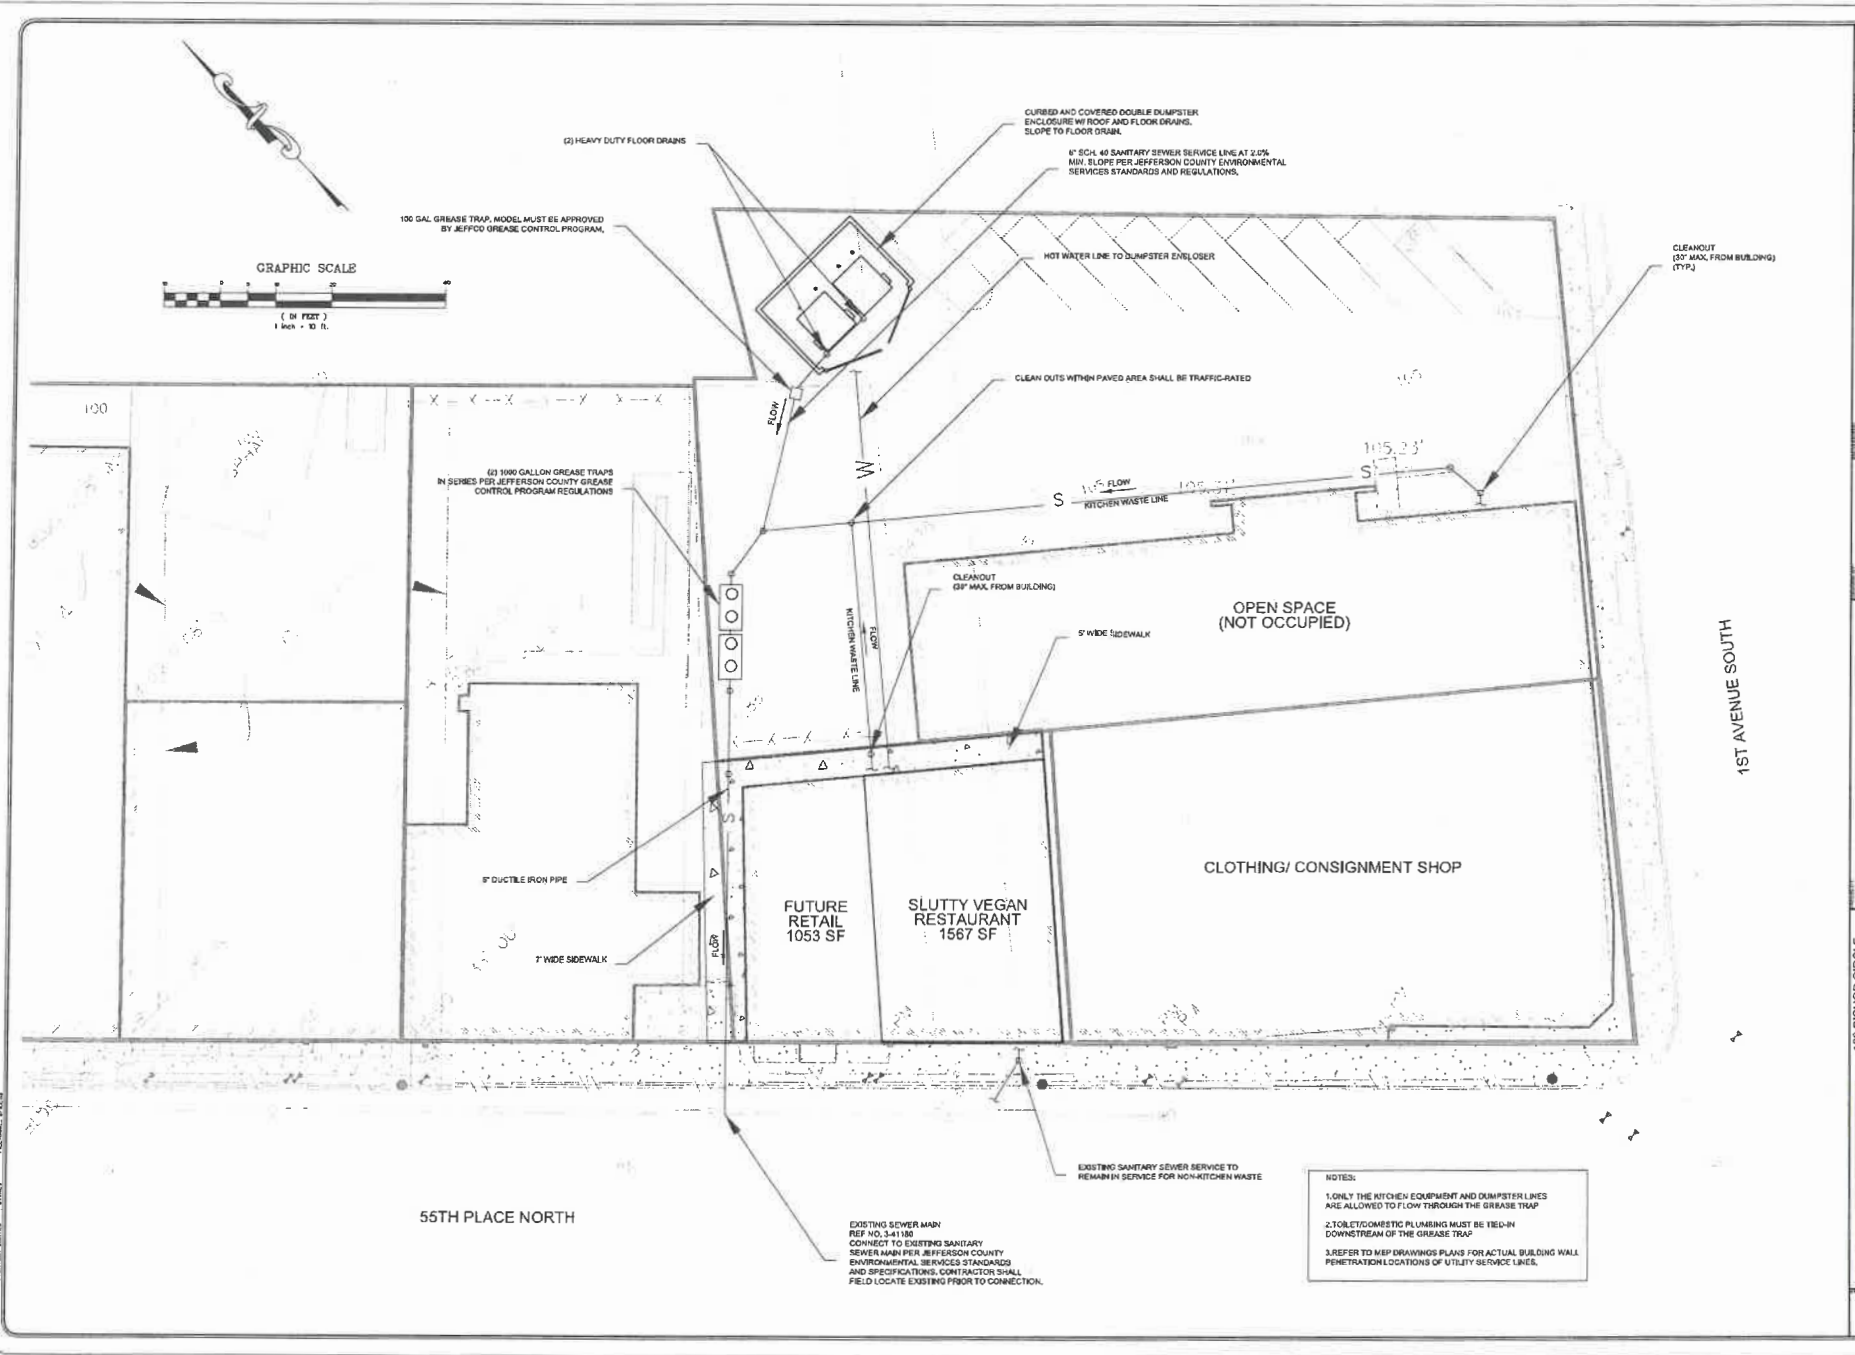 CURBED AND COVERED DOUBLE DUMPSTER
ENCLOSURE W/ ROOF AND FLOOR DRAINS.
SLOPE TO FLOOR DRAIN.
(2) HEAVY DUTY FLOOR DRAINS
6" SCH. 40 SANITARY SEWER SERVICE LINE AT 2.0%
MIN. SLOPE PER JEFFERSON COUNTY ENVIRONMENTAL
SERVICES STANDARDS AND REGULATIONS.
100 GAL GREASE TRAP, MODEL MUST BE APPROVED
BY JEFFCO GREASE CONTROL PROGRAM.
GRAPHIC SCALE
( IN FEET )
1 inch = 10 ft.
HOT WATER LINE TO DUMPSTER ENCLOSER
CLEANOUT
(30" MAX. FROM BUILDING)
(TYP.)
CLEAN OUTS WITHIN PAVED AREA SHALL BE TRAFFIC-RATED
100
FLOW
W
105.23'
S
S
FLOW
KITCHEN WASTE LINE
(2) 1000 GALLON GREASE TRAPS
IN SERIES PER JEFFERSON COUNTY GREASE
CONTROL PROGRAM REGULATIONS
CLEANOUT
(30" MAX. FROM BUILDING)
KITCHEN WASTE LINE
FLOW
5' WIDE SIDEWALK
OPEN SPACE
(NOT OCCUPIED)
1ST AVENUE SOUTH
S
CLOTHING/ CONSIGNMENT SHOP
DUCTILE IRON PIPE
FUTURE
RETAIL
1053 SF
SLUTTY VEGAN
RESTAURANT
1567 SF
7' WIDE SIDEWALK
FLOW
EXISTING SANITARY SEWER SERVICE TO
REMAIN IN SERVICE FOR NON-KITCHEN WASTE
55TH PLACE NORTH
EXISTING SEWER MAIN
REF NO. 3-41180
CONNECT TO EXISTING SANITARY
SEWER MAIN PER JEFFERSON COUNTY
ENVIRONMENTAL SERVICES STANDARDS
AND SPECIFICATIONS. CONTRACTOR SHALL
FIELD LOCATE EXISTING PRIOR TO CONNECTION.
NOTES:
1.ONLY THE KITCHEN EQUIPMENT AND DUMPSTER LINES
ARE ALLOWED TO FLOW THROUGH THE GREASE TRAP
2.TOILET/DOMESTIC PLUMBING MUST BE TIED-IN
DOWNSTREAM OF THE GREASE TRAP
3.REFER TO MEP DRAWINGS PLANS FOR ACTUAL BUILDING WALL
PENETRATION LOCATIONS OF UTILITY SERVICE LINES.